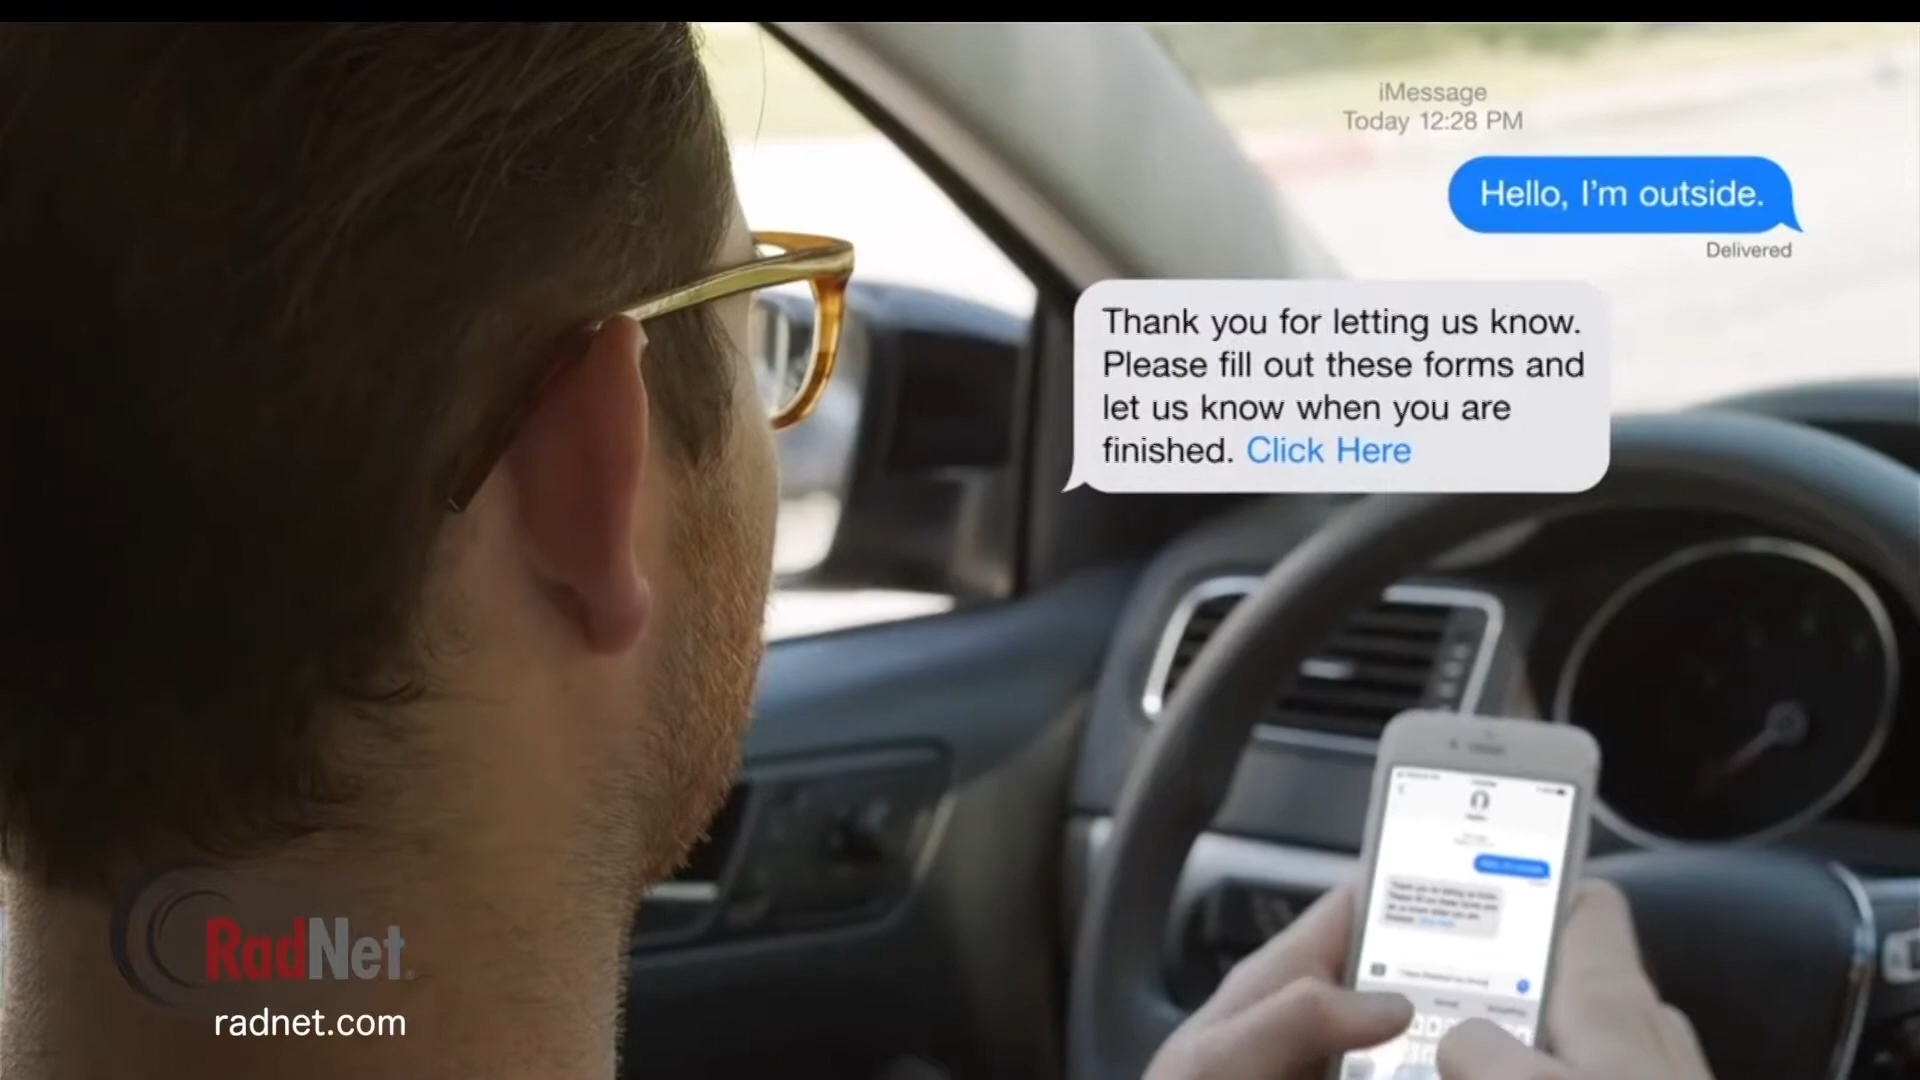 iMessage
Today 12:28 PM
Hello, I'm outside.
Delivered
Thank you for letting us know.
Please fill out these forms and
let us know when you are
finished. Click Here
RadNet
radnet.com